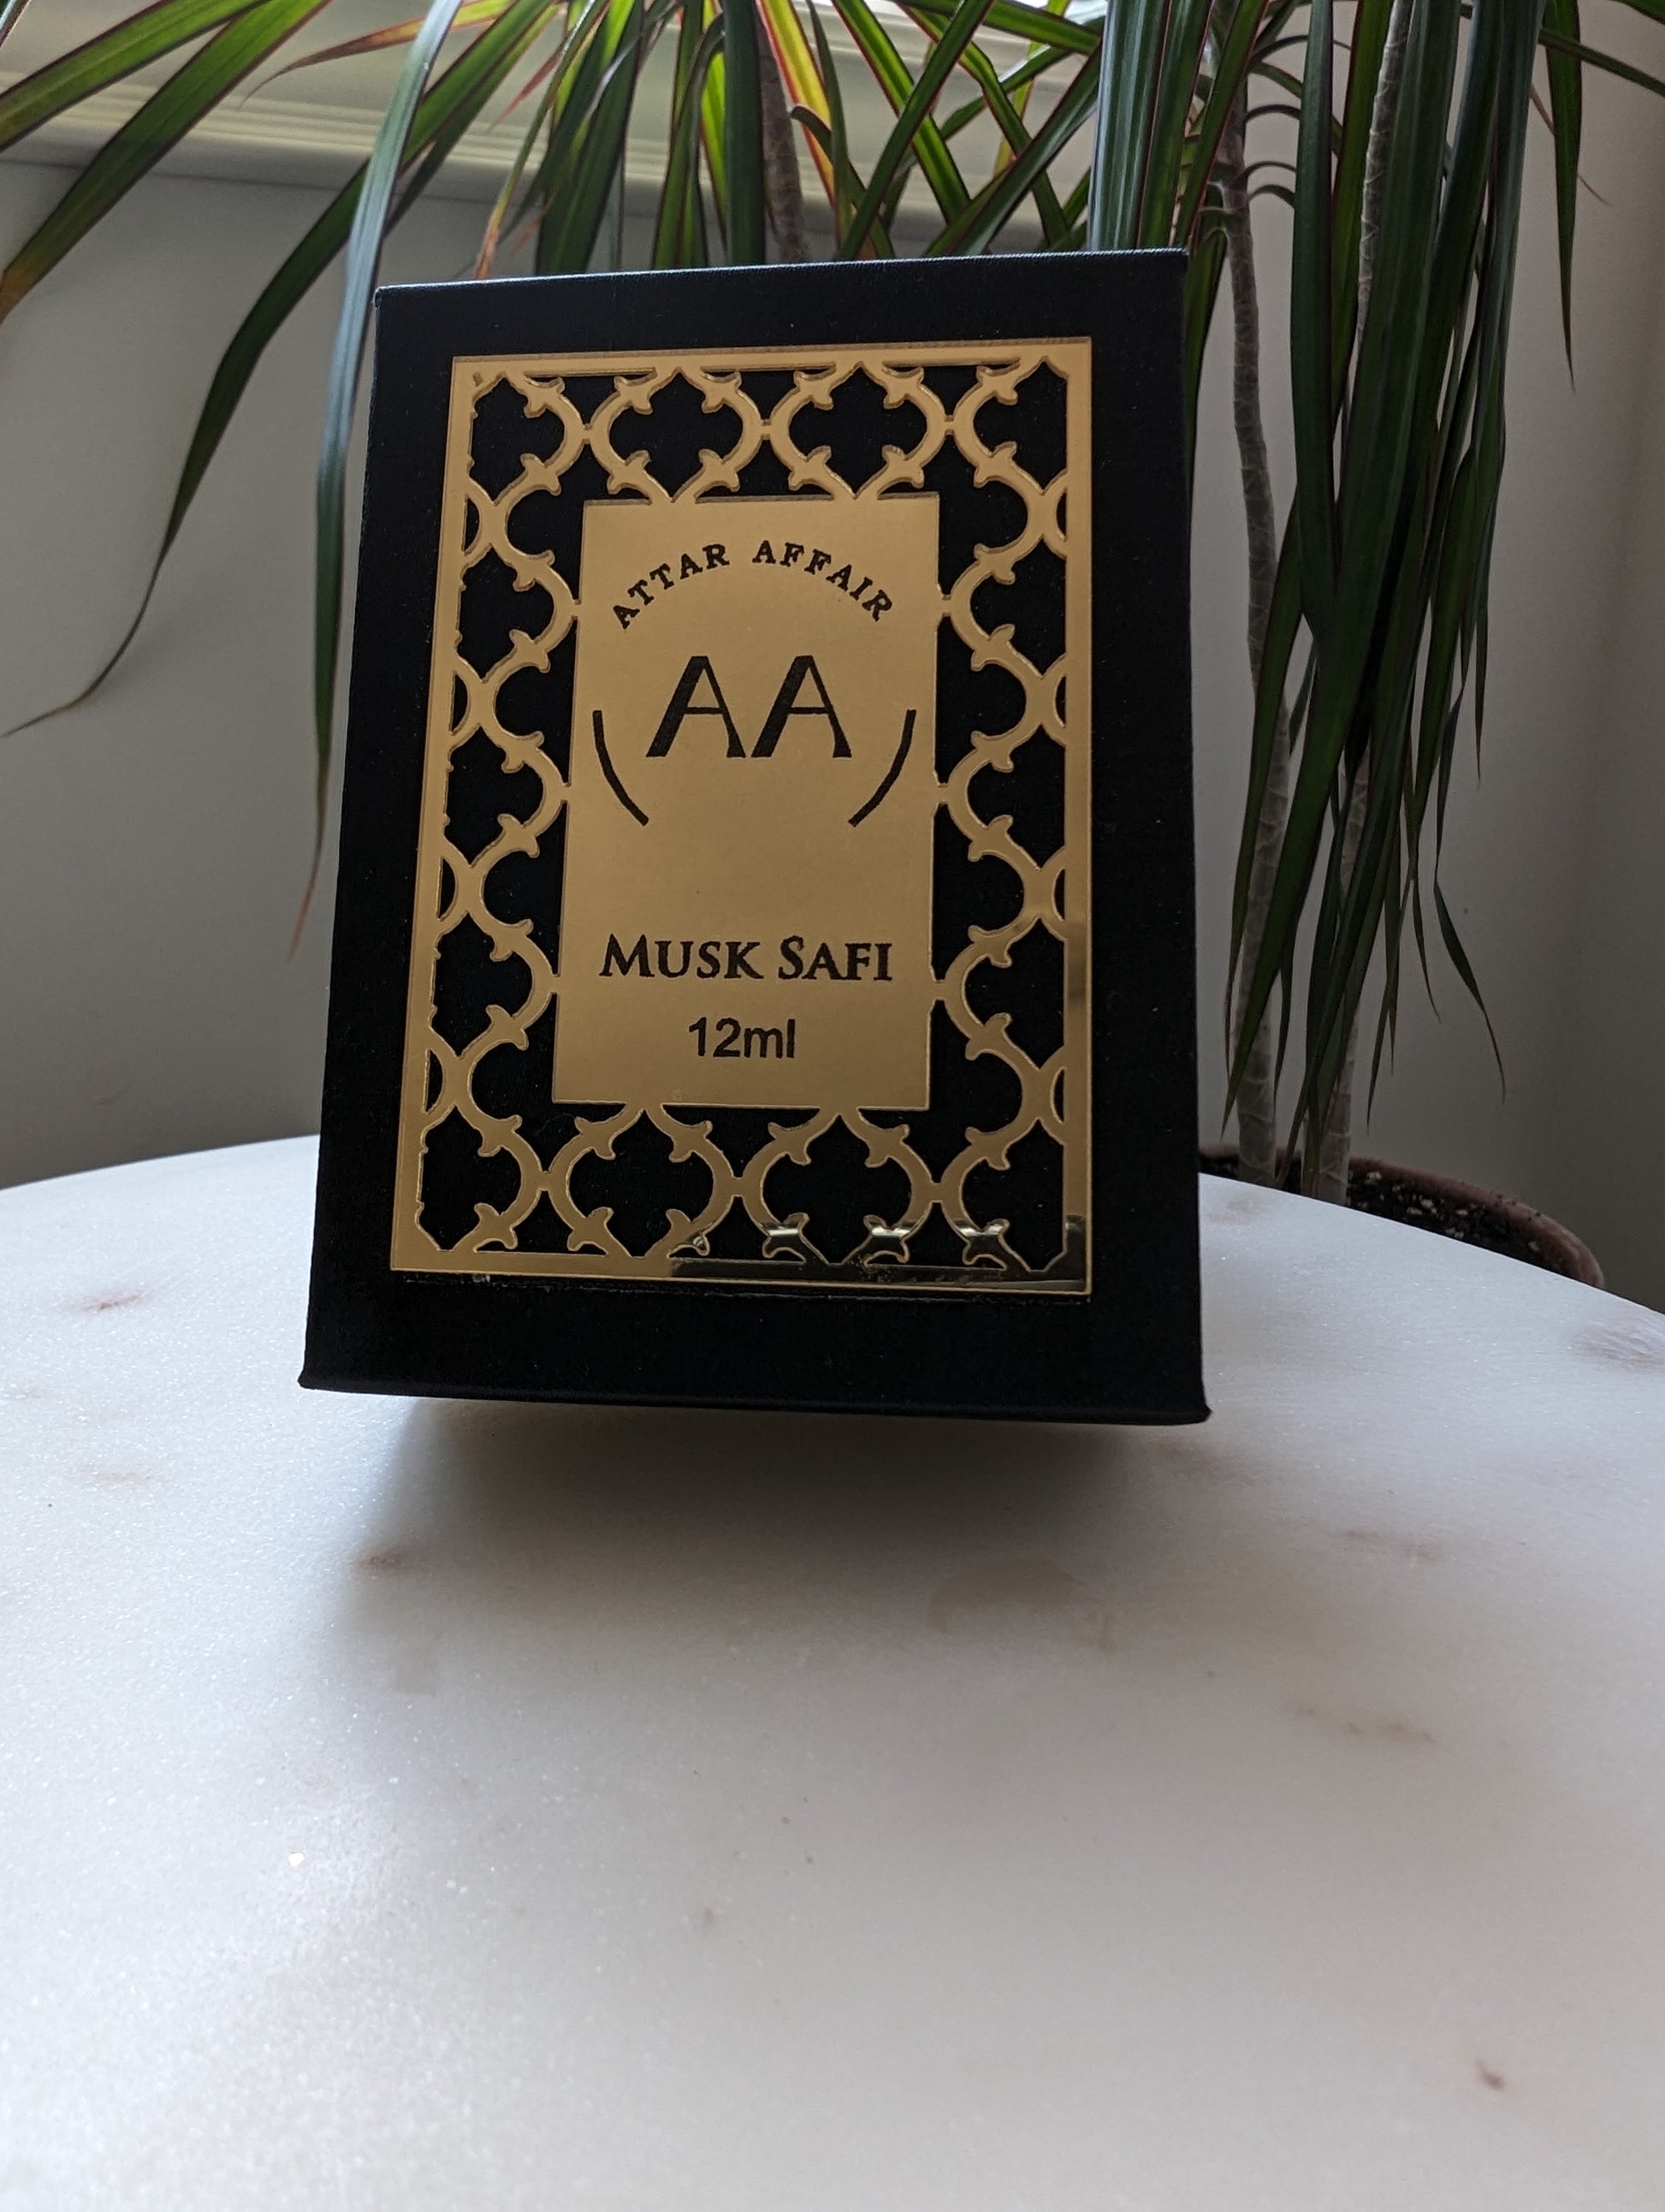 ATTAR AFFAIR
AA
MUSK SAFI
12ml